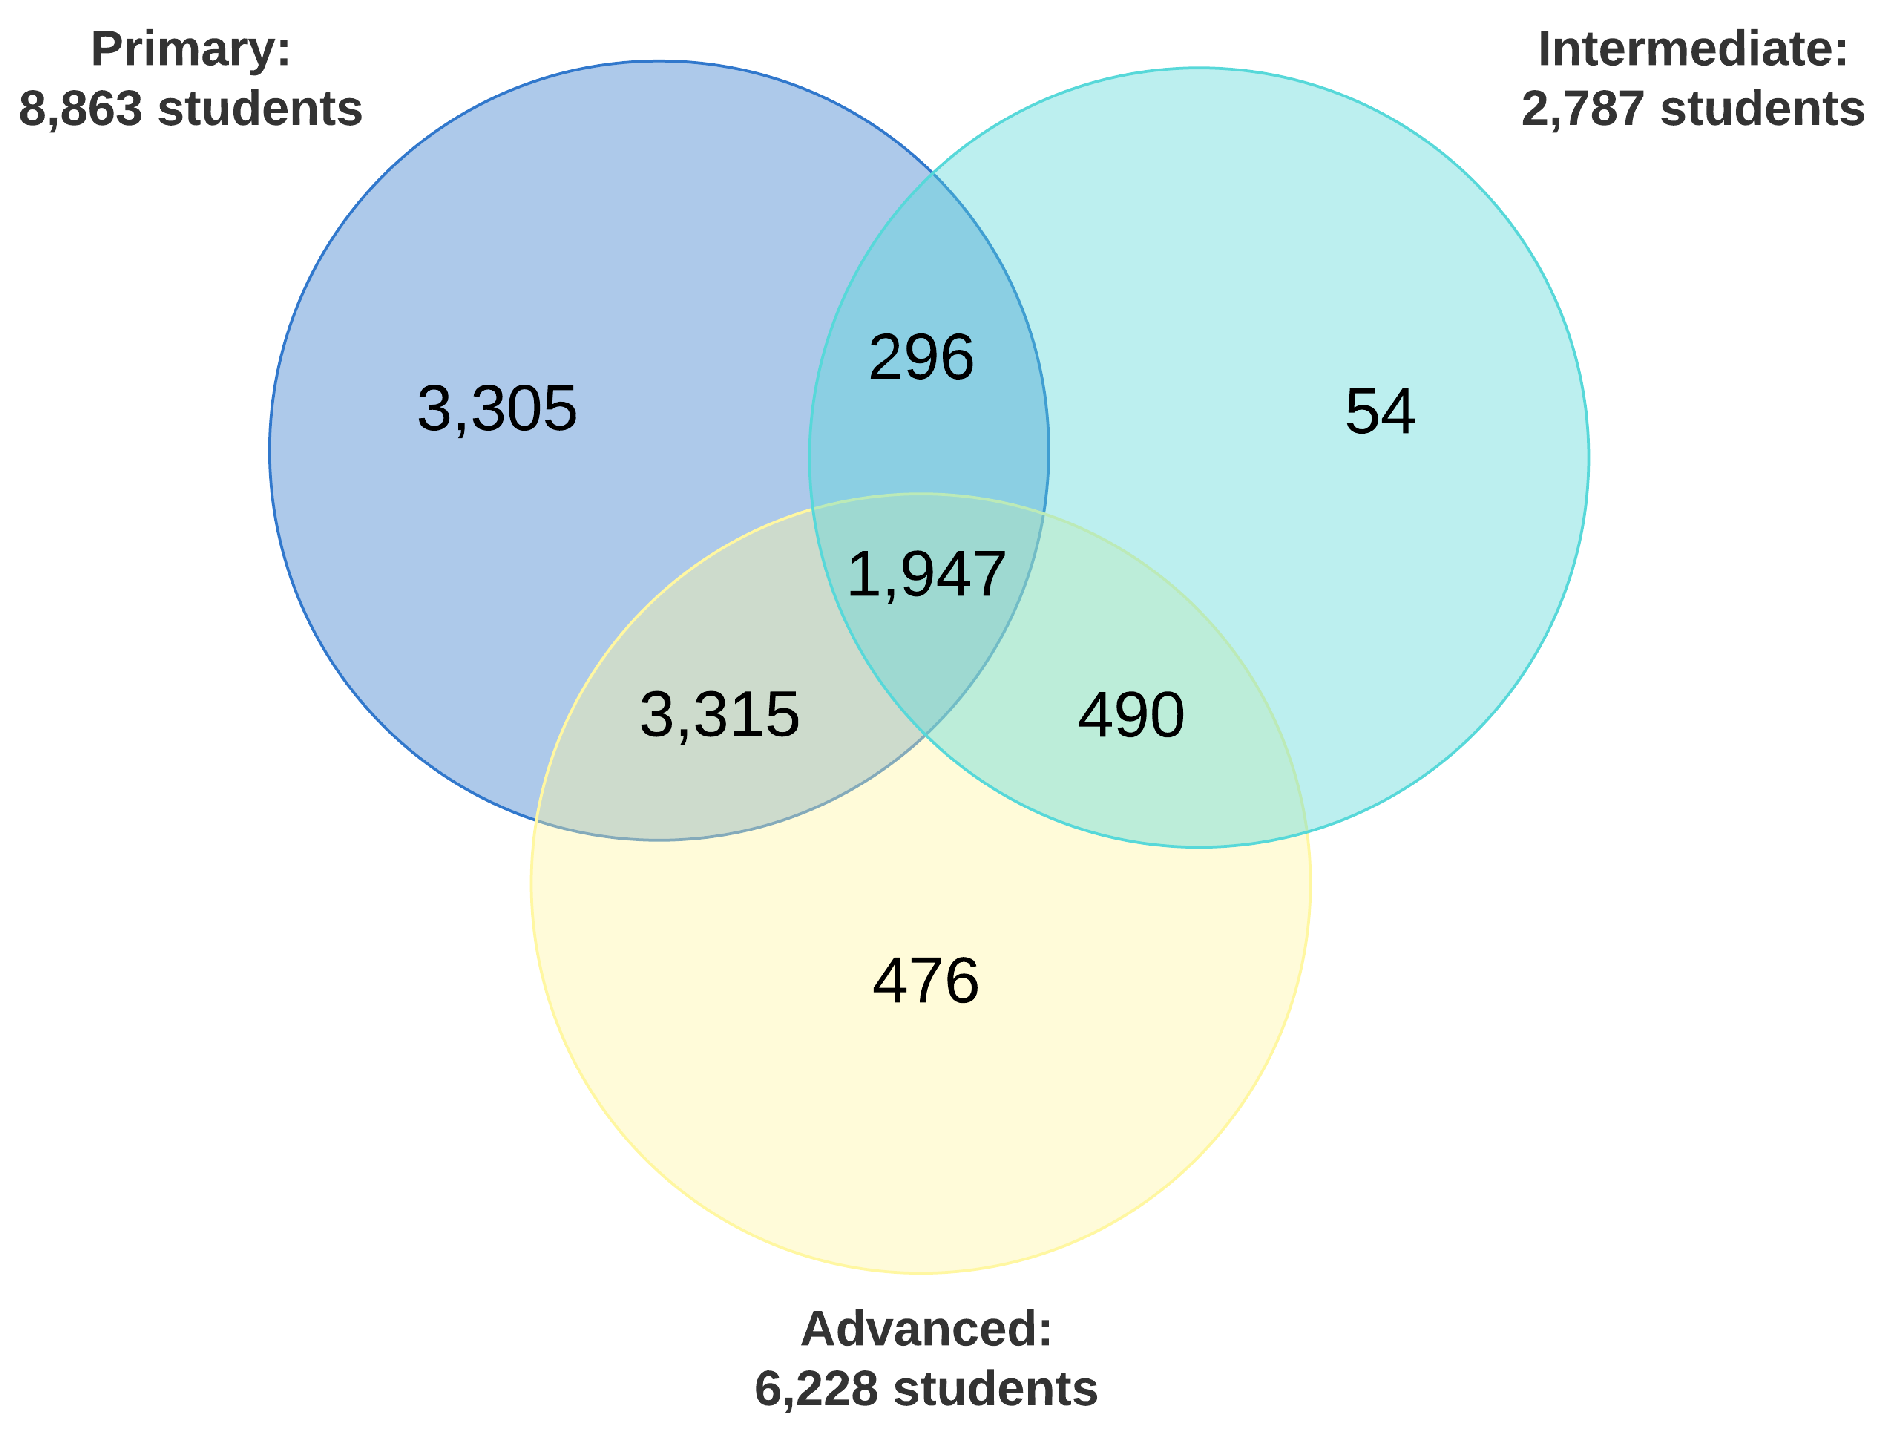 Primary:
8,863 students
Intermediate:
2,787 students
296
3,305
54
1,947
3,315
490
476
Advanced:
6,228 students